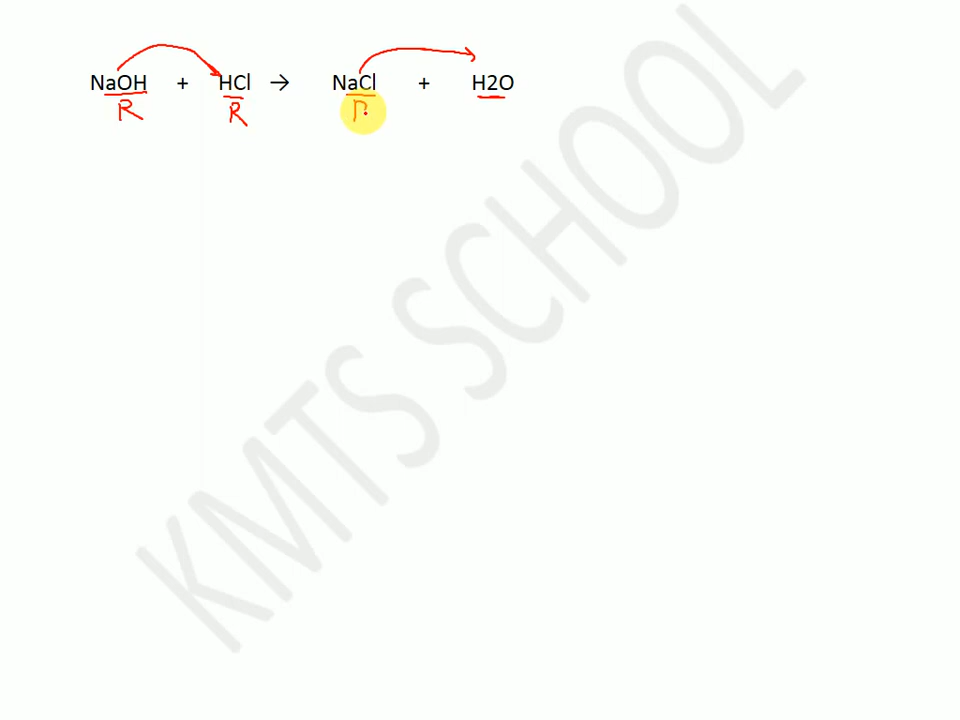 NaOH + HCl → NaCl + H2O
R R
KMTS SCHOOL